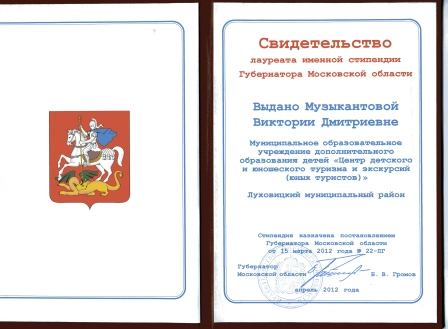 Свидетельство
лауреата именной стипендии
Губернатора Московской области
Выдано Музыкантовой
Виктории Дмитриевне
Муниципальное образовательное
учреждение дополнительного
образования детей «Центр детского
и юношеского туризма и экскурсий
(юных туристов)»
Луховицкий муниципальный район
Стипендия назначена постановлением
Губернатора Московской области
от 15 марта 2012 года № 22-ПГ
Губернатор
Московской области
Б. В. Громов
апрель 2012 года